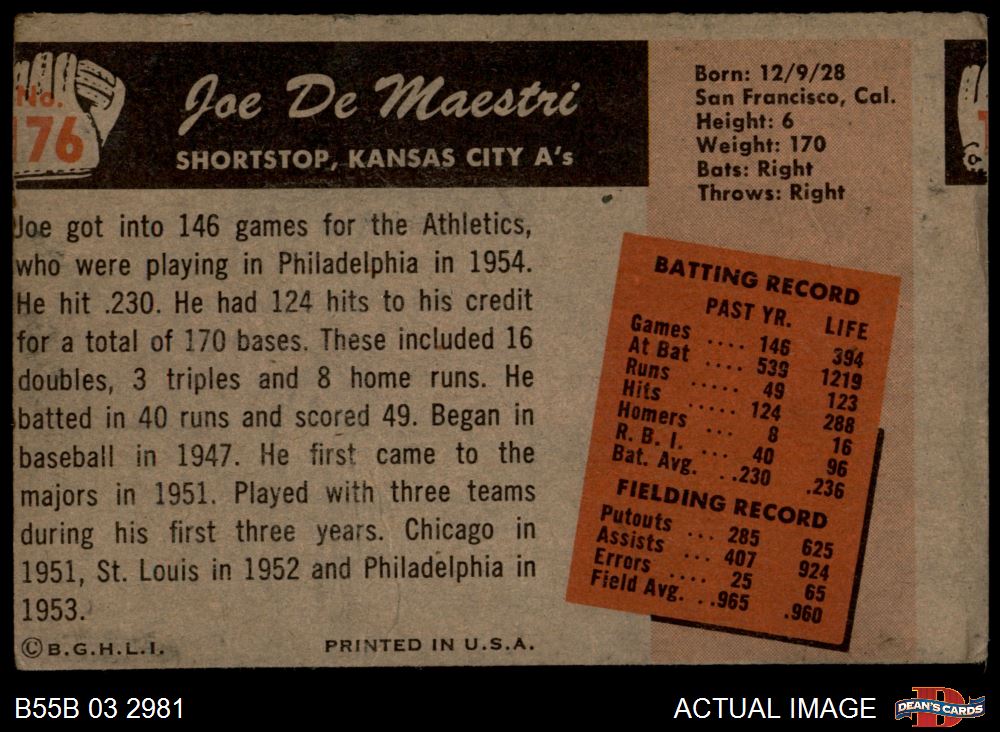 No.
176
Joe De Maestri
SHORTSTOP, KANSAS CITY A's
Born: 12/9/28
San Francisco, Cal.
Height: 6
Weight: 170
Bats: Right
Throws: Right
Joe got into 146 games for the Athletics,
who were playing in Philadelphia in 1954.
He hit .230. He had 124 hits to his credit
for a total of 170 bases. These included 16
doubles, 3 triples and 8 home runs. He
batted in 40 runs and scored 49. Began in
baseball in 1947. He first came to the
majors in 1951. Played with three teams
during his first three years. Chicago in
1951, St. Louis in 1952 and Philadelphia in
1953.
BATTING RECORD
PAST YR. LIFE
Games .... 146 394
At Bat .... 539 1219
Runs ..... 49 123
Hits ..... 124 288
Homers ... 8 16
R. B. I. ... 40 96
Bat. Avg. ..230 .236
FIELDING RECORD
Putouts ... 285 625
Assists ... 407 924
Errors .... 25 65
Field Avg. ..965 .960
©B.G.H.L.I.
PRINTED IN U.S.A.
B55B 03 2981
ACTUAL IMAGE
DEAN'S CARDS